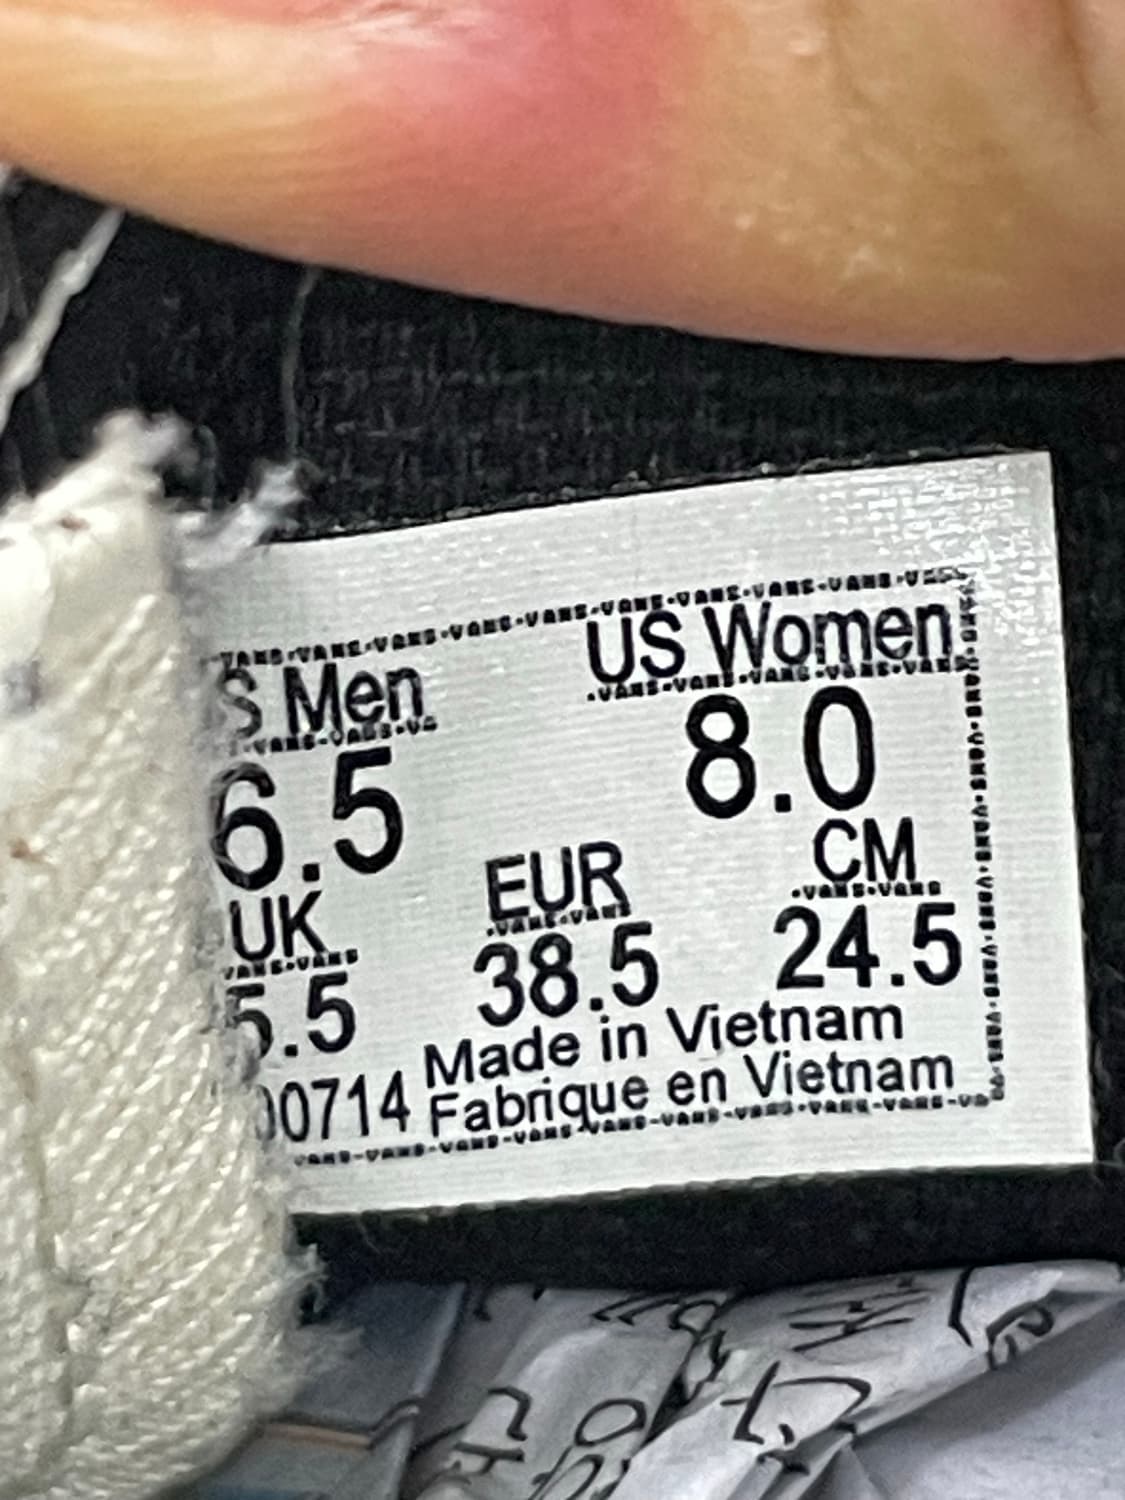 S Men US Women
6.5 8.0
UK EUR CM
5.5 38.5 24.5
Made in Vietnam
00714 Fabrique en Vietnam